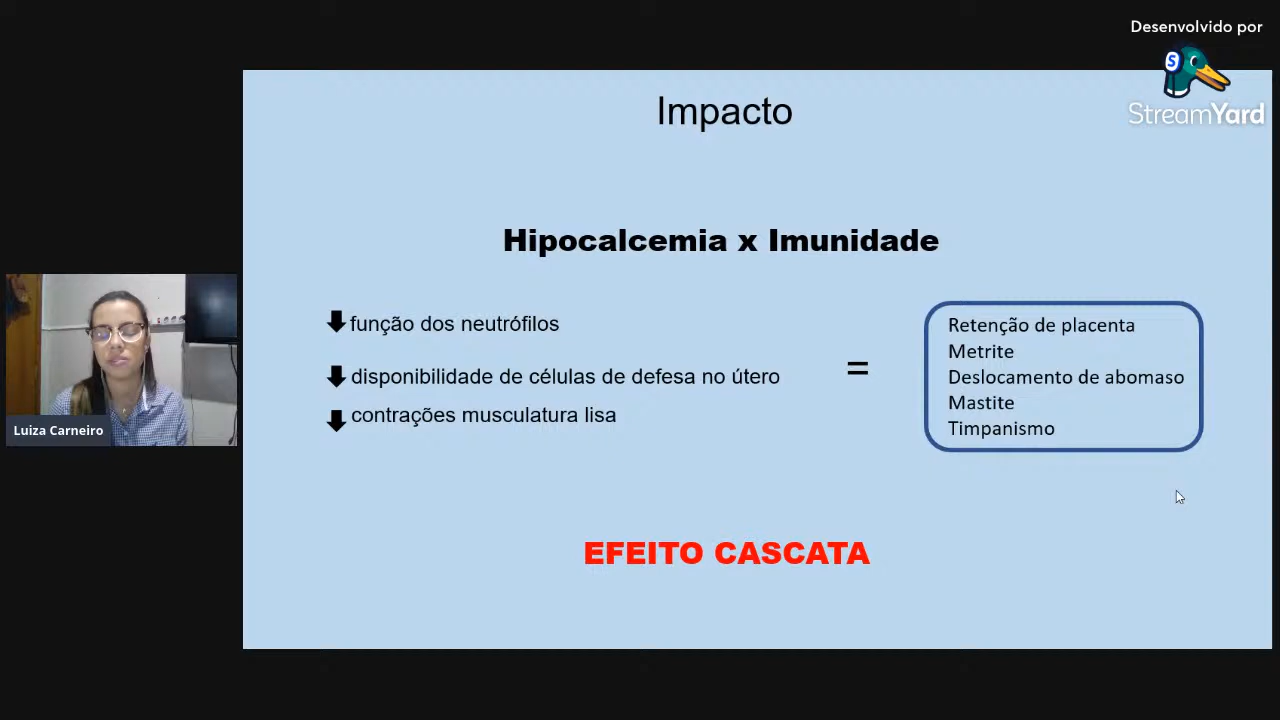 Desenvolvido por
S
StreamYard
Impacto
Hipocalcemia x Imunidade
função dos neutrófilos
disponibilidade de células de defesa no útero
contrações musculatura lisa
=
Retenção de placenta
Metrite
Deslocamento de abomaso
Mastite
Timpanismo
Luiza Carneiro
EFEITO CASCATA